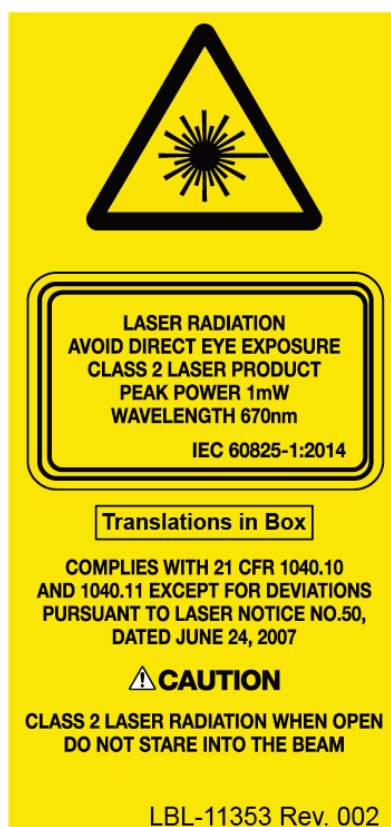 LASER RADIATION
AVOID DIRECT EYE EXPOSURE
CLASS 2 LASER PRODUCT
PEAK POWER 1mW
WAVELENGTH 670nm
IEC 60825-1:2014
Translations in Box
COMPLIES WITH 21 CFR 1040.10
AND 1040.11 EXCEPT FOR DEVIATIONS
PURSUANT TO LASER NOTICE NO.50,
DATED JUNE 24, 2007
⚠CAUTION
CLASS 2 LASER RADIATION WHEN OPEN
DO NOT STARE INTO THE BEAM
LBL-11353 Rev. 002